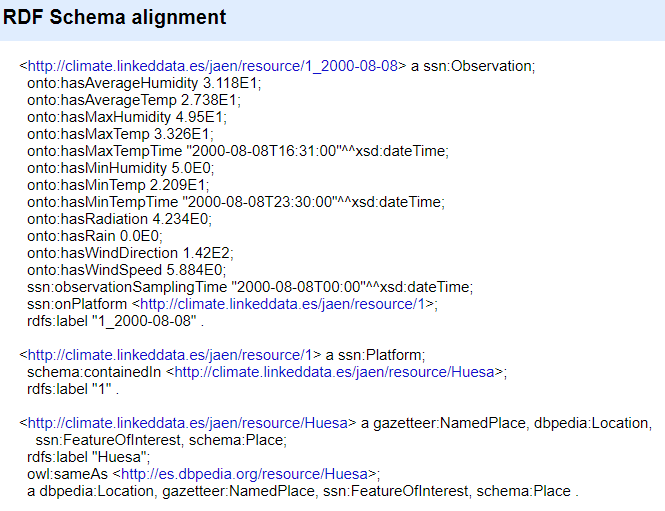 RDF Schema alignment
<http://climate.linkeddata.es/jaen/resource/1_2000-08-08> a ssn:Observation;
onto:hasAverageHumidity 3.118E1;
onto:hasAverageTemp 2.738E1;
onto:hasMaxHumidity 4.95E1;
onto:hasMaxTemp 3.326E1;
onto:hasMaxTempTime "2000-08-08T16:31:00"^^xsd:dateTime;
onto:hasMinHumidity 5.0E0;
onto:hasMinTemp 2.209E1;
onto:hasMinTempTime "2000-08-08T23:30:00"^^xsd:dateTime;
onto:hasRadiation 4.234E0;
onto:hasRain 0.0E0;
onto:hasWindDirection 1.42E2;
onto:hasWindSpeed 5.884E0;
ssn:observationSamplingTime "2000-08-08T00:00"^^xsd:dateTime;
ssn:onPlatform <http://climate.linkeddata.es/jaen/resource/1>;
rdfs:label "1_2000-08-08" .
<http://climate.linkeddata.es/jaen/resource/1> a ssn:Platform;
schema:containedIn <http://climate.linkeddata.es/jaen/resource/Huesa>;
rdfs:label "1" .
<http://climate.linkeddata.es/jaen/resource/Huesa> a gazetteer:NamedPlace, dbpedia:Location,
ssn:FeatureOfInterest, schema:Place;
rdfs:label "Huesa";
owl:sameAs <http://es.dbpedia.org/resource/Huesa>;
a dbpedia:Location, gazetteer:NamedPlace, ssn:FeatureOfInterest, schema:Place .